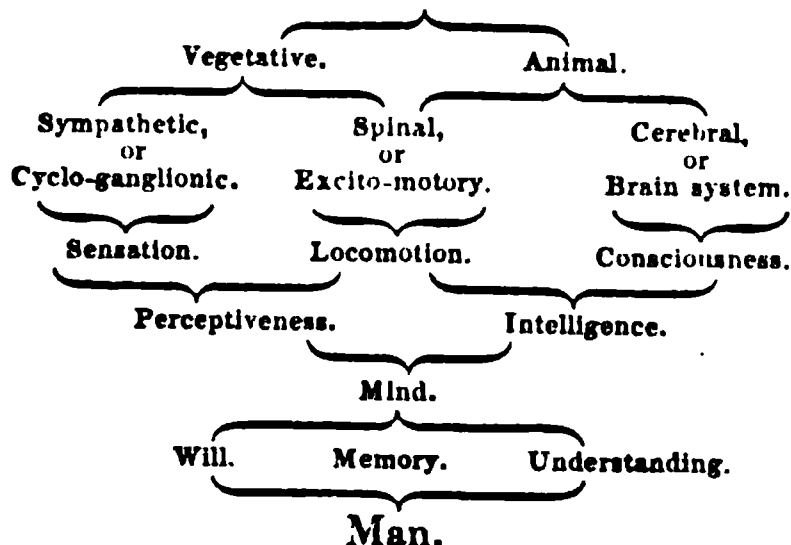 Vegetative. Animal.
Sympathetic, Spinal, Cerebral,
or or or
Cyclo-ganglionic. Excito-motory. Brain system.
Sensation. Locomotion. Consciousness.
Perceptiveness. Intelligence.
Mind.
Will. Memory. Understanding.
Man.